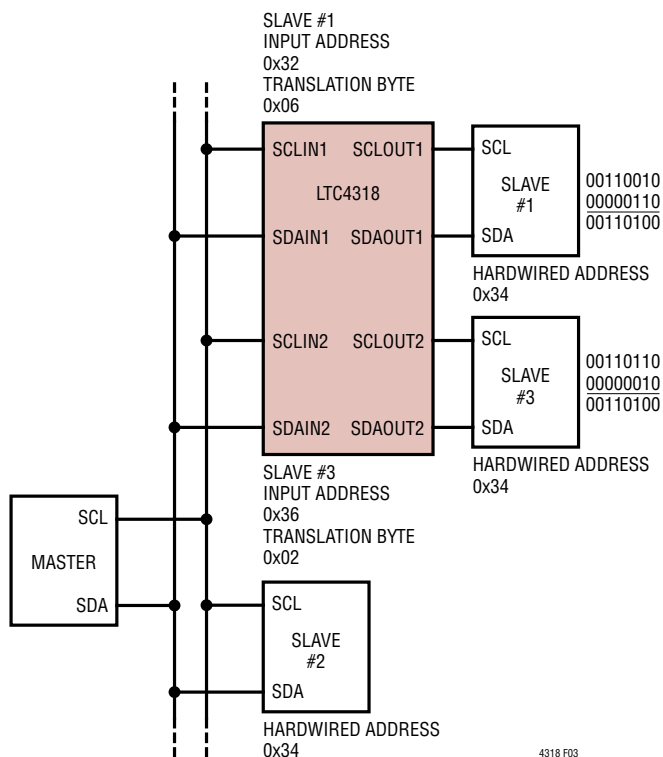 SLAVE #1
INPUT ADDRESS
0x32
TRANSLATION BYTE
0x06
SCLIN1 SCLOUT1
LTC4318
SDAIN1 SDAOUT1
SCLIN2 SCLOUT2
SDAIN2 SDAOUT2
SCL
SLAVE
#1
SDA
00110010
00000110
00110100
HARDWIRED ADDRESS
0x34
SCL
SLAVE
#3
SDA
00110110
00000010
00110100
HARDWIRED ADDRESS
0x34
SLAVE #3
INPUT ADDRESS
0x36
TRANSLATION BYTE
0x02
SCL
MASTER
SDA
SCL
SLAVE
#2
SDA
HARDWIRED ADDRESS
0x34
4318 F03